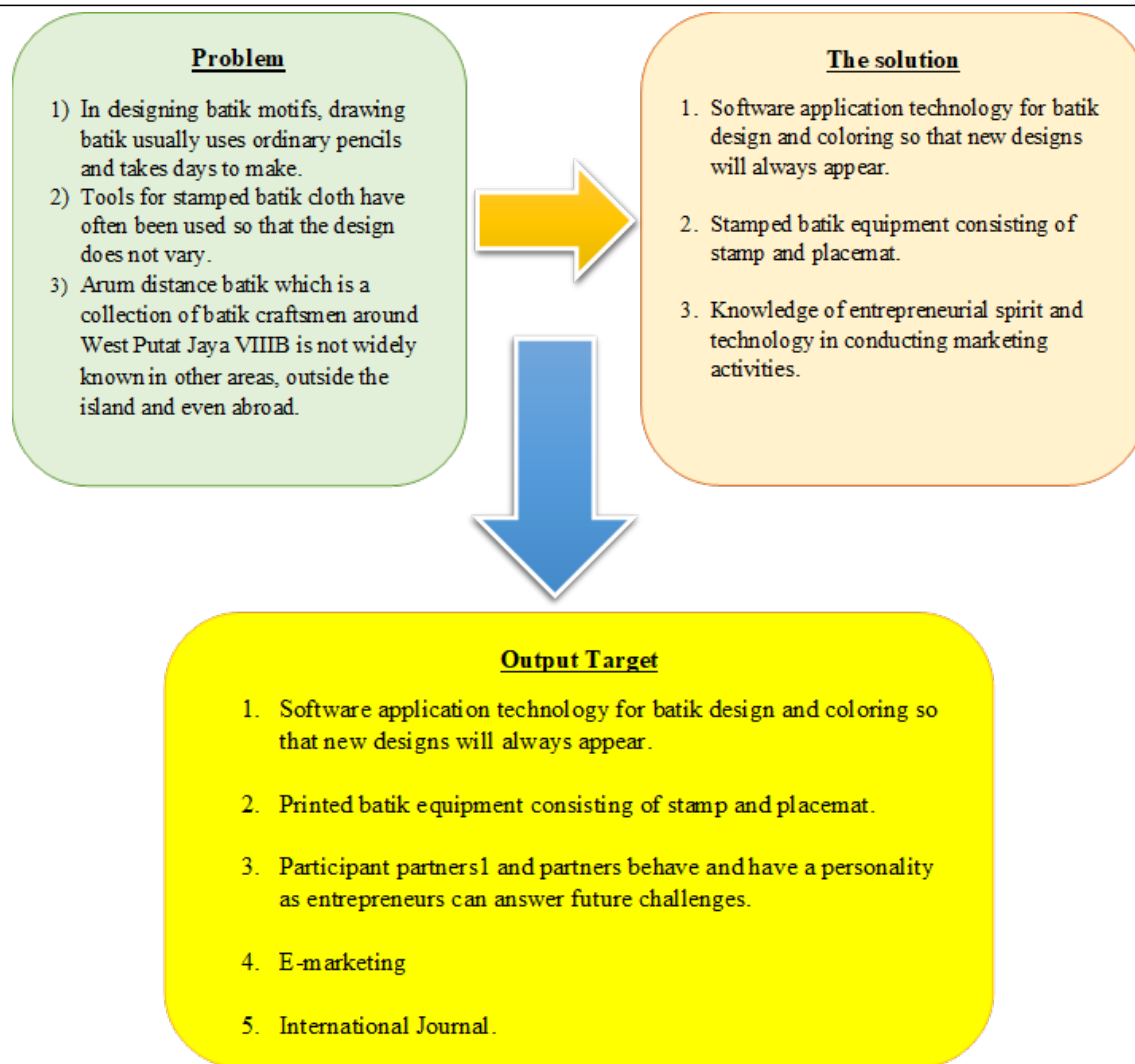 Problem
1) In designing batik motifs, drawing
batik usually uses ordinary pencils
and takes days to make.
2) Tools for stamped batik cloth have
often been used so that the design
does not vary.
3) Arum distance batik which is a
collection of batik craftsmen around
West Putat Jaya VIIIB is not widely
known in other areas, outside the
island and even abroad.
The solution
1. Software application technology for batik
design and coloring so that new designs
will always appear.
2. Stamped batik equipment consisting of
stamp and placemat.
3. Knowledge of entrepreneurial spirit and
technology in conducting marketing
activities.
Output Target
1. Software application technology for batik design and coloring so
that new designs will always appear.
2. Printed batik equipment consisting of stamp and placemat.
3. Participant partners1 and partners behave and have a personality
as entrepreneurs can answer future challenges.
4. E-marketing
5. International Journal.